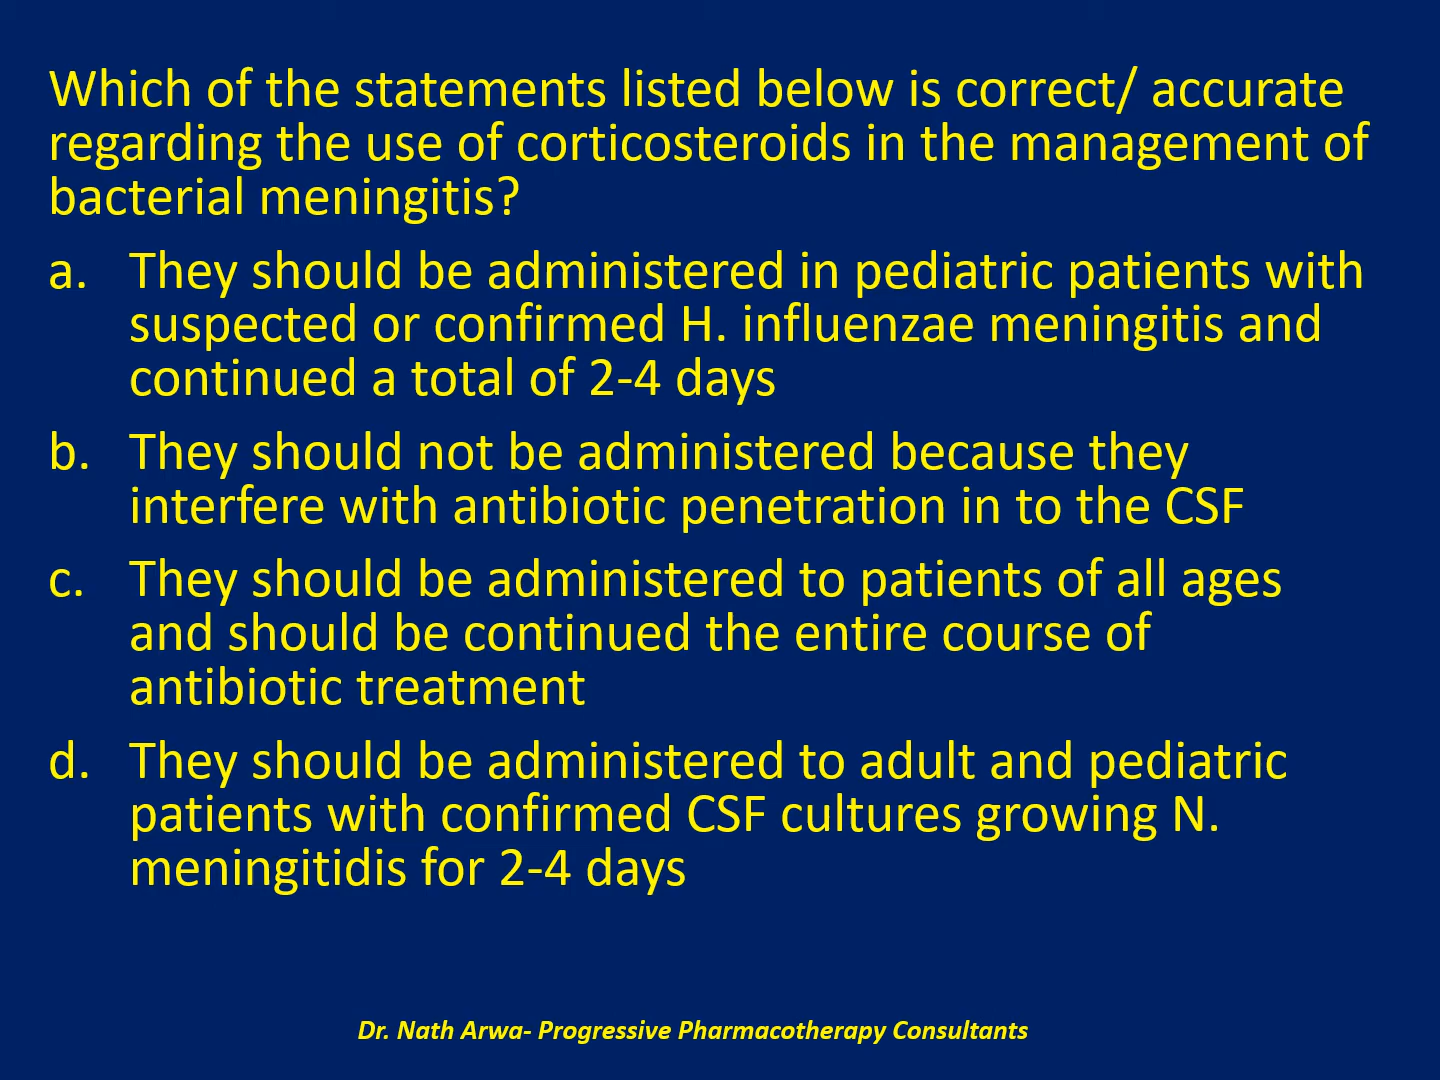 Which of the statements listed below is correct/ accurate
regarding the use of corticosteroids in the management of
bacterial meningitis?
a. They should be administered in pediatric patients with
suspected or confirmed H. influenzae meningitis and
continued a total of 2-4 days
b. They should not be administered because they
interfere with antibiotic penetration in to the CSF
c. They should be administered to patients of all ages
and should be continued the entire course of
antibiotic treatment
d. They should be administered to adult and pediatric
patients with confirmed CSF cultures growing N.
meningitidis for 2-4 days
Dr. Nath Arwa- Progressive Pharmacotherapy Consultants